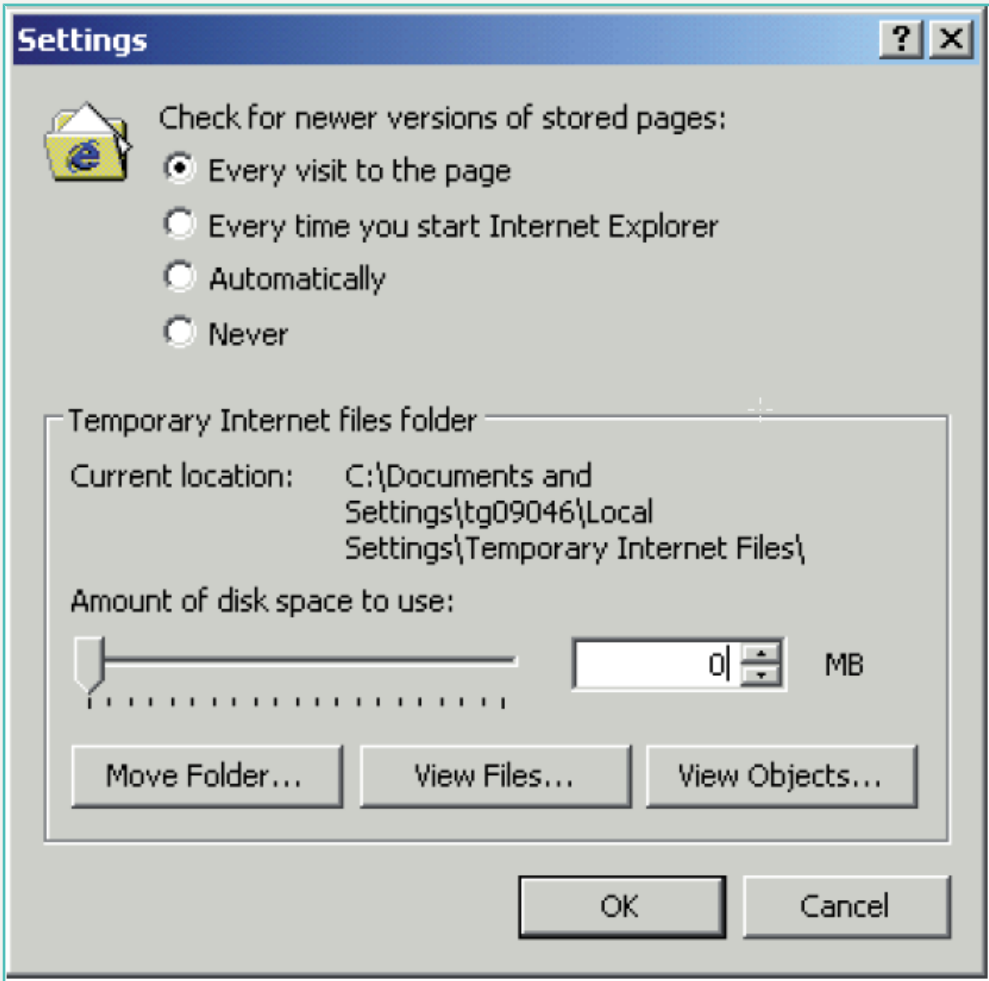 Settings
Check for newer versions of stored pages:
Every visit to the page
Every time you start Internet Explorer
Automatically
Never
Temporary Internet files folder
Current location: C:\Documents and
Settings\tg09046\Local
Settings\Temporary Internet Files\
Amount of disk space to use:
0 MB
Move Folder... View Files... View Objects...
OK Cancel